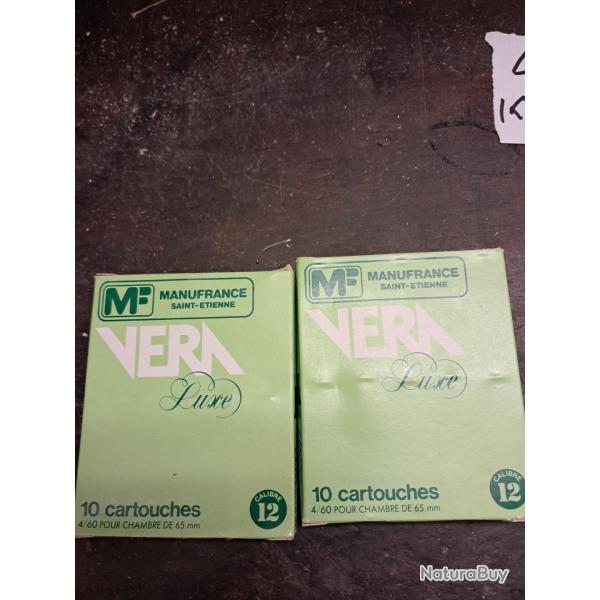 MF MANUFRANCE
SAINT-ETIENNE
VERA
Luxe
10 cartouches
4/60 POUR CHAMBRE DE 65 mm
CALIBRE
12
MF MANUFRANCE
SAINT-ETIENNE
VERA
Luxe
10 cartouches
4/60 POUR CHAMBRE DE 65 mm
CALIBRE
12
NaturaBuy